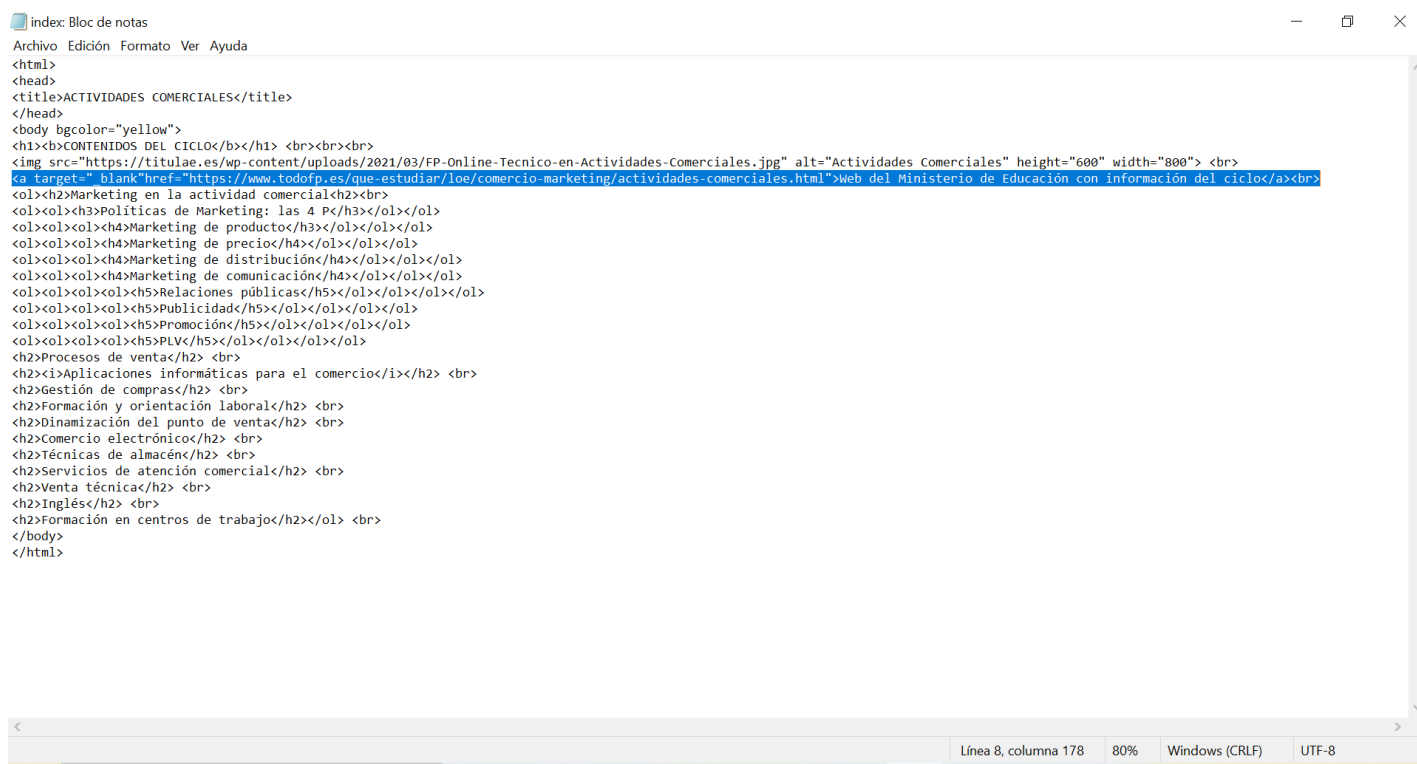 index: Bloc de notas
Archivo Edición Formato Ver Ayuda
<html>
<head>
<title>ACTIVIDADES COMERCIALES</title>
</head>
<body bgcolor="yellow">
<h1><b>CONTENIDOS DEL CICLO</b></h1> <br><br><br>
<img src="https://titulae.es/wp-content/uploads/2021/03/FP-Online-Tecnico-en-Actividades-Comerciales.jpg" alt="Actividades Comerciales" height="600" width="800"> <br>
<a target="_blank"href="https://www.todofp.es/que-estudiar/loe/comercio-marketing/actividades-comerciales.html">Web del Ministerio de Educación con información del ciclo</a><br>
<ol><h2>Marketing en la actividad comercial<h2><br>
<ol><ol><h3>Políticas de Marketing: las 4 P</h3></ol></ol>
<ol><ol><ol><h4>Marketing de producto</h3></ol></ol></ol>
<ol><ol><ol><h4>Marketing de precio</h4></ol></ol></ol>
<ol><ol><ol><h4>Marketing de distribución</h4></ol></ol></ol>
<ol><ol><ol><h4>Marketing de comunicación</h4></ol></ol></ol>
<ol><ol><ol><ol><h5>Relaciones públicas</h5></ol></ol></ol></ol>
<ol><ol><ol><ol><h5>Publicidad</h5></ol></ol></ol></ol>
<ol><ol><ol><ol><h5>Promoción</h5></ol></ol></ol></ol>
<ol><ol><ol><ol><h5>PLV</h5></ol></ol></ol></ol>
<h2>Procesos de venta</h2> <br>
<h2><i>Aplicaciones informáticas para el comercio</i></h2> <br>
<h2>Gestión de compras</h2> <br>
<h2>Formación y orientación laboral</h2> <br>
<h2>Dinamización del punto de venta</h2> <br>
<h2>Comercio electrónico</h2> <br>
<h2>Técnicas de almacén</h2> <br>
<h2>Servicios de atención comercial</h2> <br>
<h2>Venta técnica</h2> <br>
<h2>Inglés</h2> <br>
<h2>Formación en centros de trabajo</h2></ol> <br>
</body>
</html>
Línea 8, columna 178 80% Windows (CRLF) UTF-8